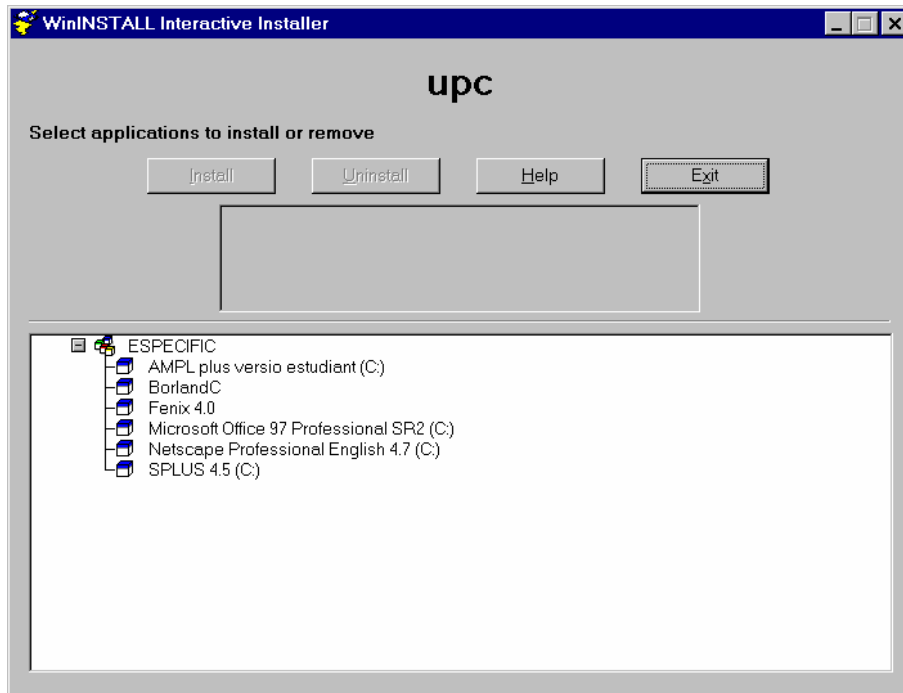 WinINSTALL Interactive Installer
upc
Select applications to install or remove
Install Uninstall Help Exit
ESPECIFIC
AMPL plus versio estudiant (C:)
BorlandC
Fenix 4.0
Microsoft Office 97 Professional SR2 (C:)
Netscape Professional English 4.7 (C:)
SPLUS 4.5 (C:)